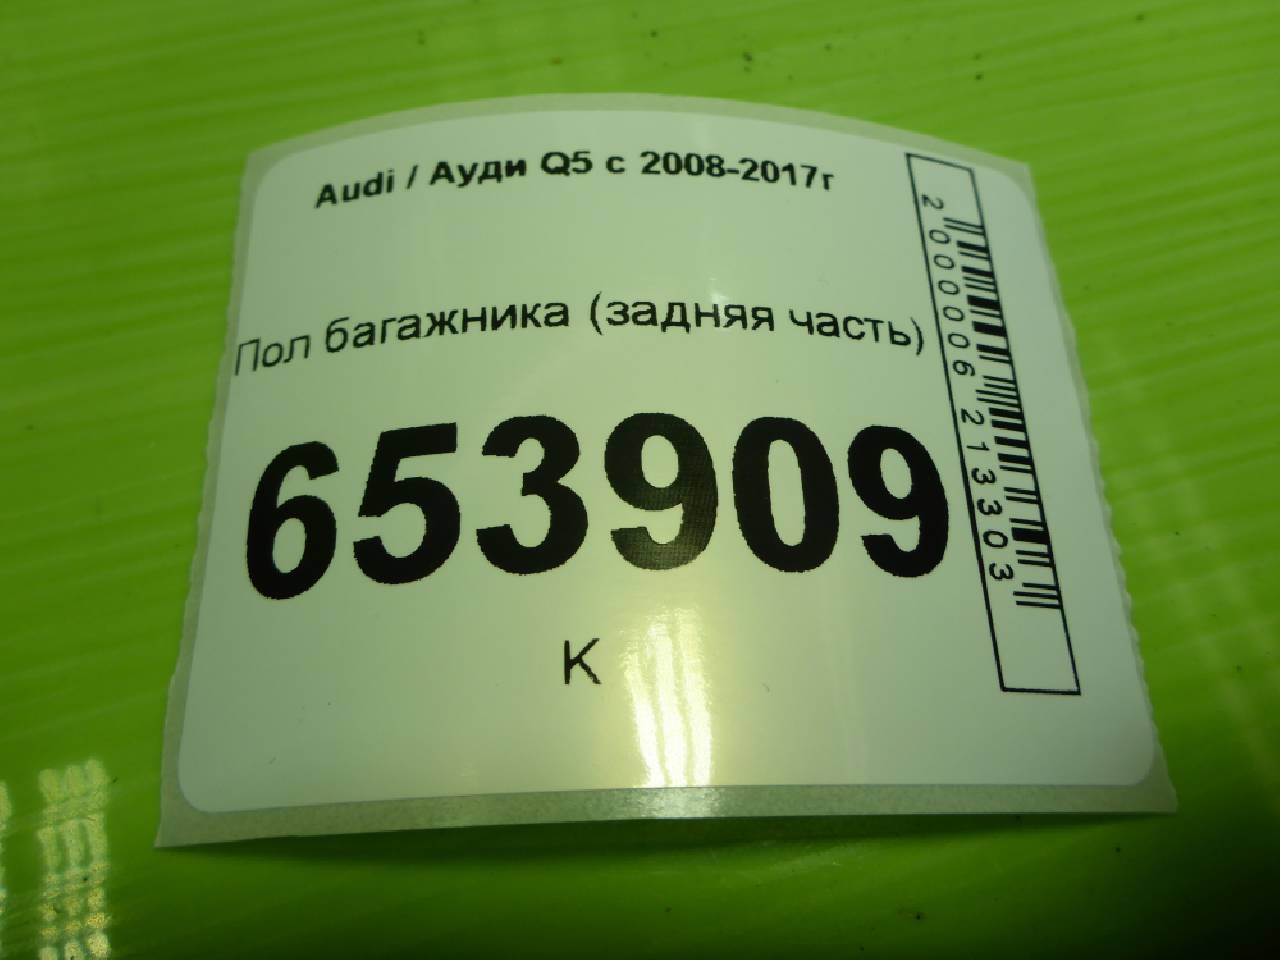 Audi / Ауди Q5 с 2008-2017г
Пол багажника (задняя часть)
653909
К
2000006213303